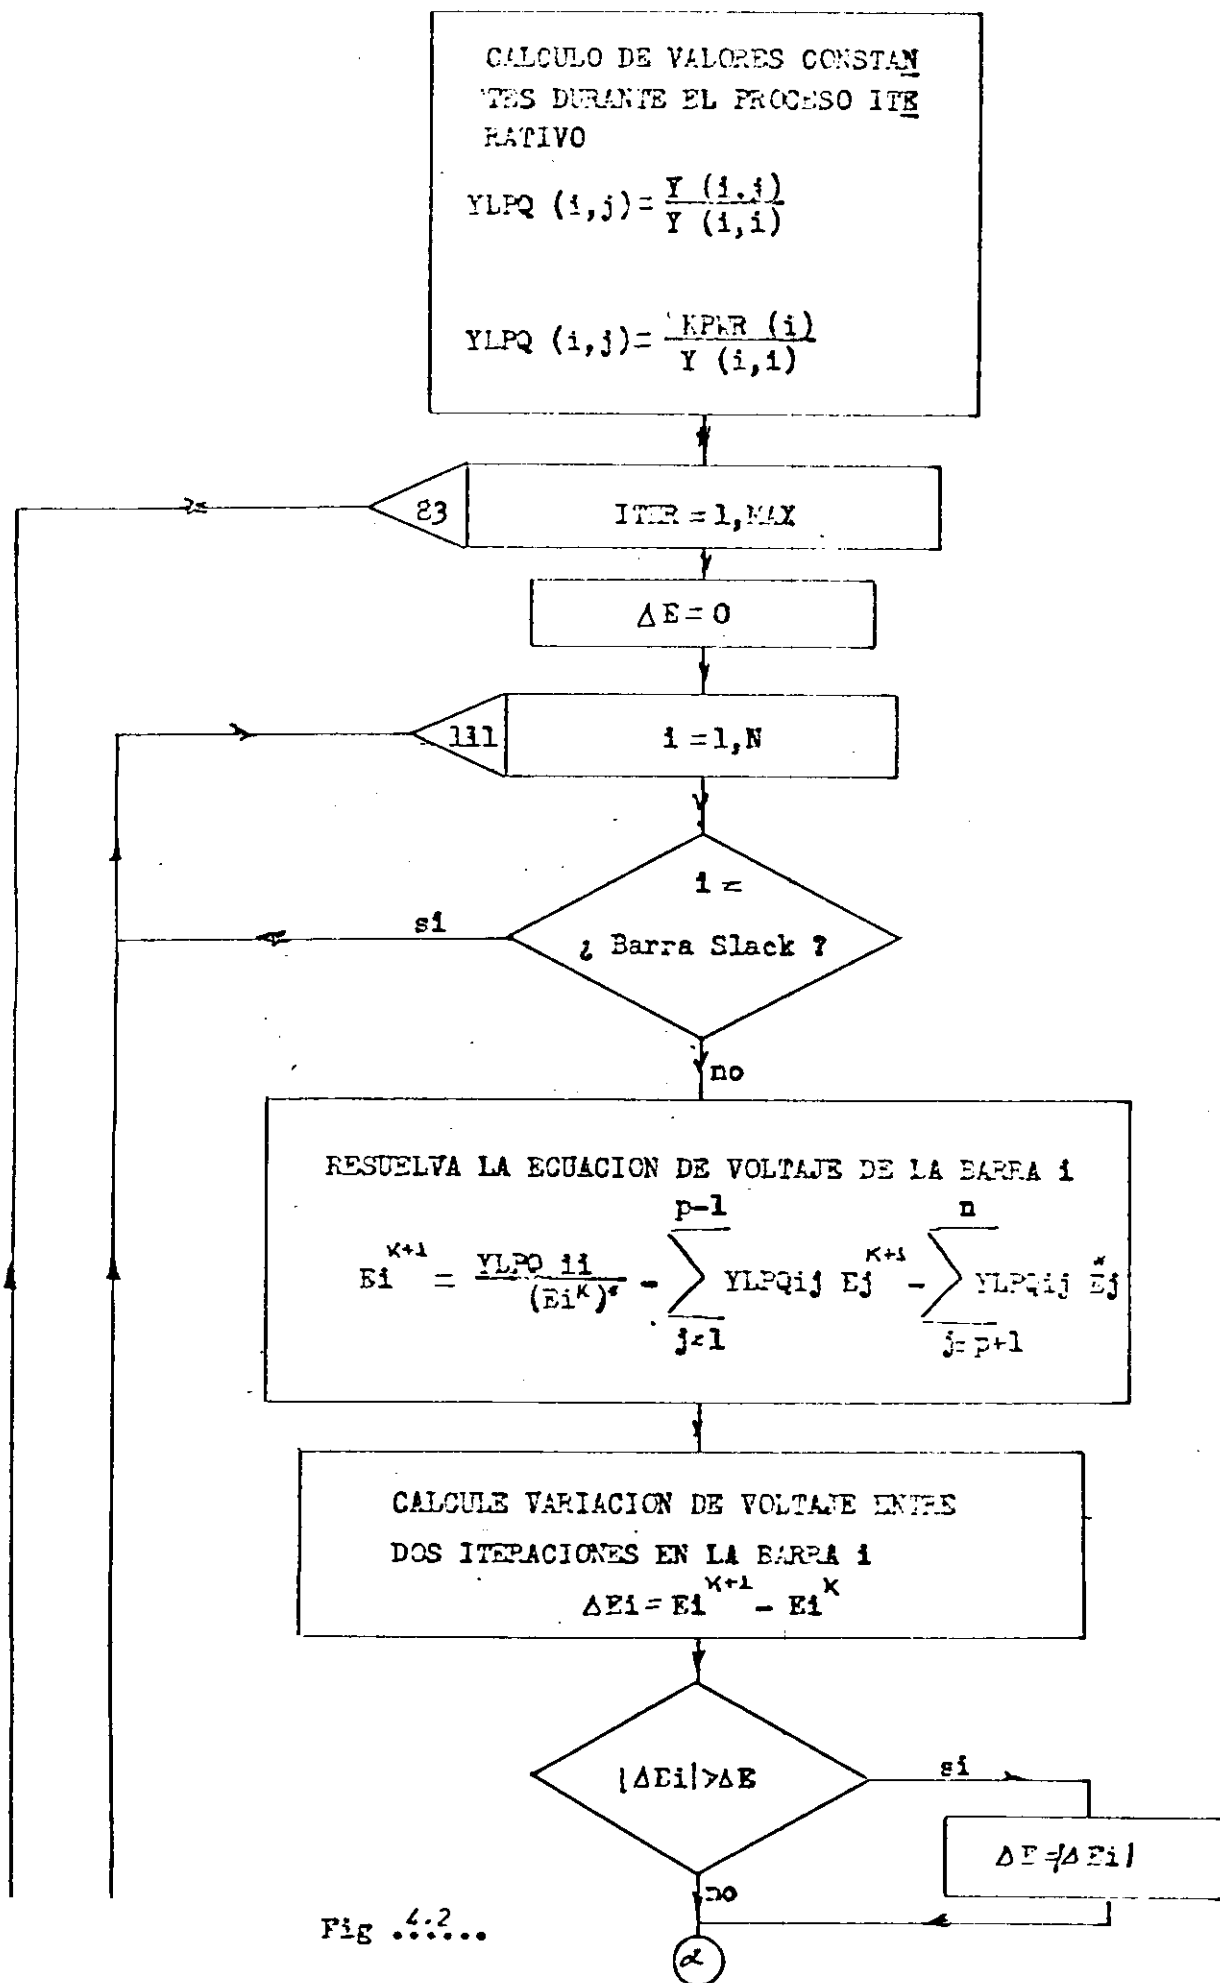 CALCULO DE VALORES CONSTAN
TES DURANTE EL PROCESO ITE
RATIVO
YLPQ (i,j) = Y (i.j) / Y (i,i)
YLPQ (i,j) = KPWR (i) / Y (i,i)
83 ITER = 1,MAX
ΔE = 0
111 i = 1,N
i =
si ¿ Barra Slack ?
no
RESUELVA LA ECUACION DE VOLTAJE DE LA BARRA i
Ei^K+1 = YLPQ ii / (Ei^K)* - ∑ p-1 j=1 YLPQij Ej^K+1 - ∑ n j=p+1 YLPQij Ej^K
CALCULE VARIACION DE VOLTAJE ENTRE
DOS ITERACIONES EN LA BARRA i
ΔEi = Ei^K+1 - Ei^K
|ΔEi|>ΔE si
ΔE =|ΔEi|
no
Fig 4.2......
α